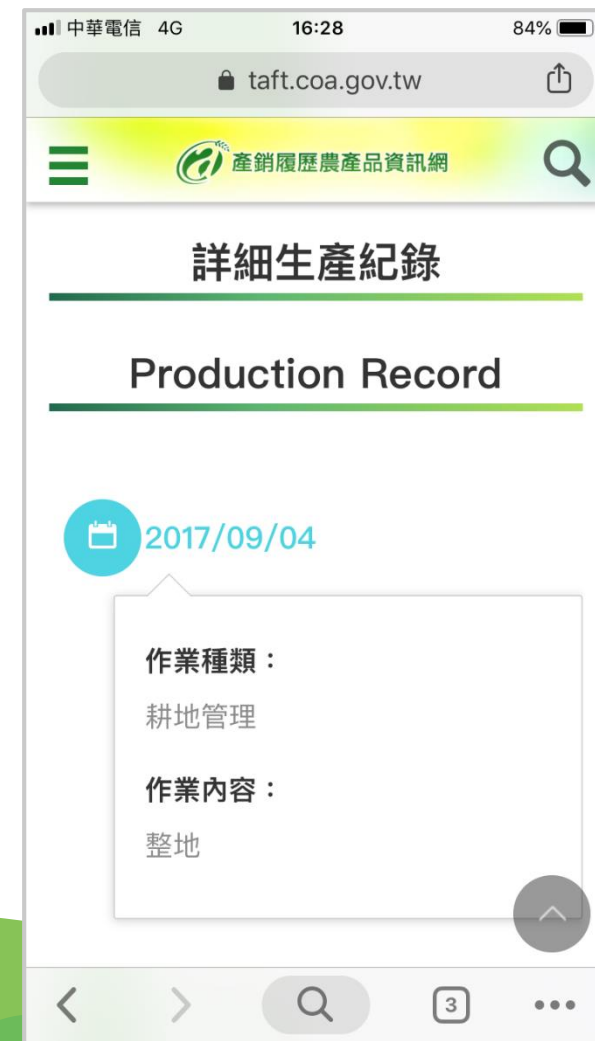 中華電信 4G 16:28 84%
taft.coa.gov.tw
產銷履歷農產品資訊網
詳細生產紀錄
Production Record
2017/09/04
作業種類：
耕地管理
作業內容：
整地
3